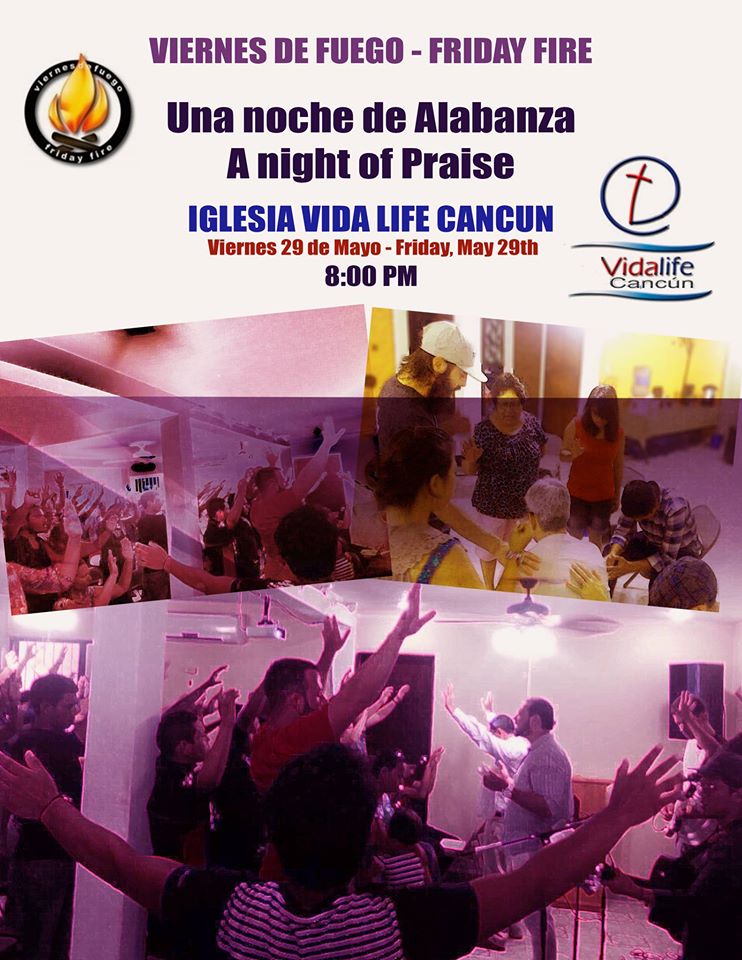 VIERNES DE FUEGO - FRIDAY FIRE
viernes de fuego
friday fire
Una noche de Alabanza
A night of Praise
IGLESIA VIDA LIFE CANCUN
Viernes 29 de Mayo - Friday, May 29th
8:00 PM
Vidalife
Cancún